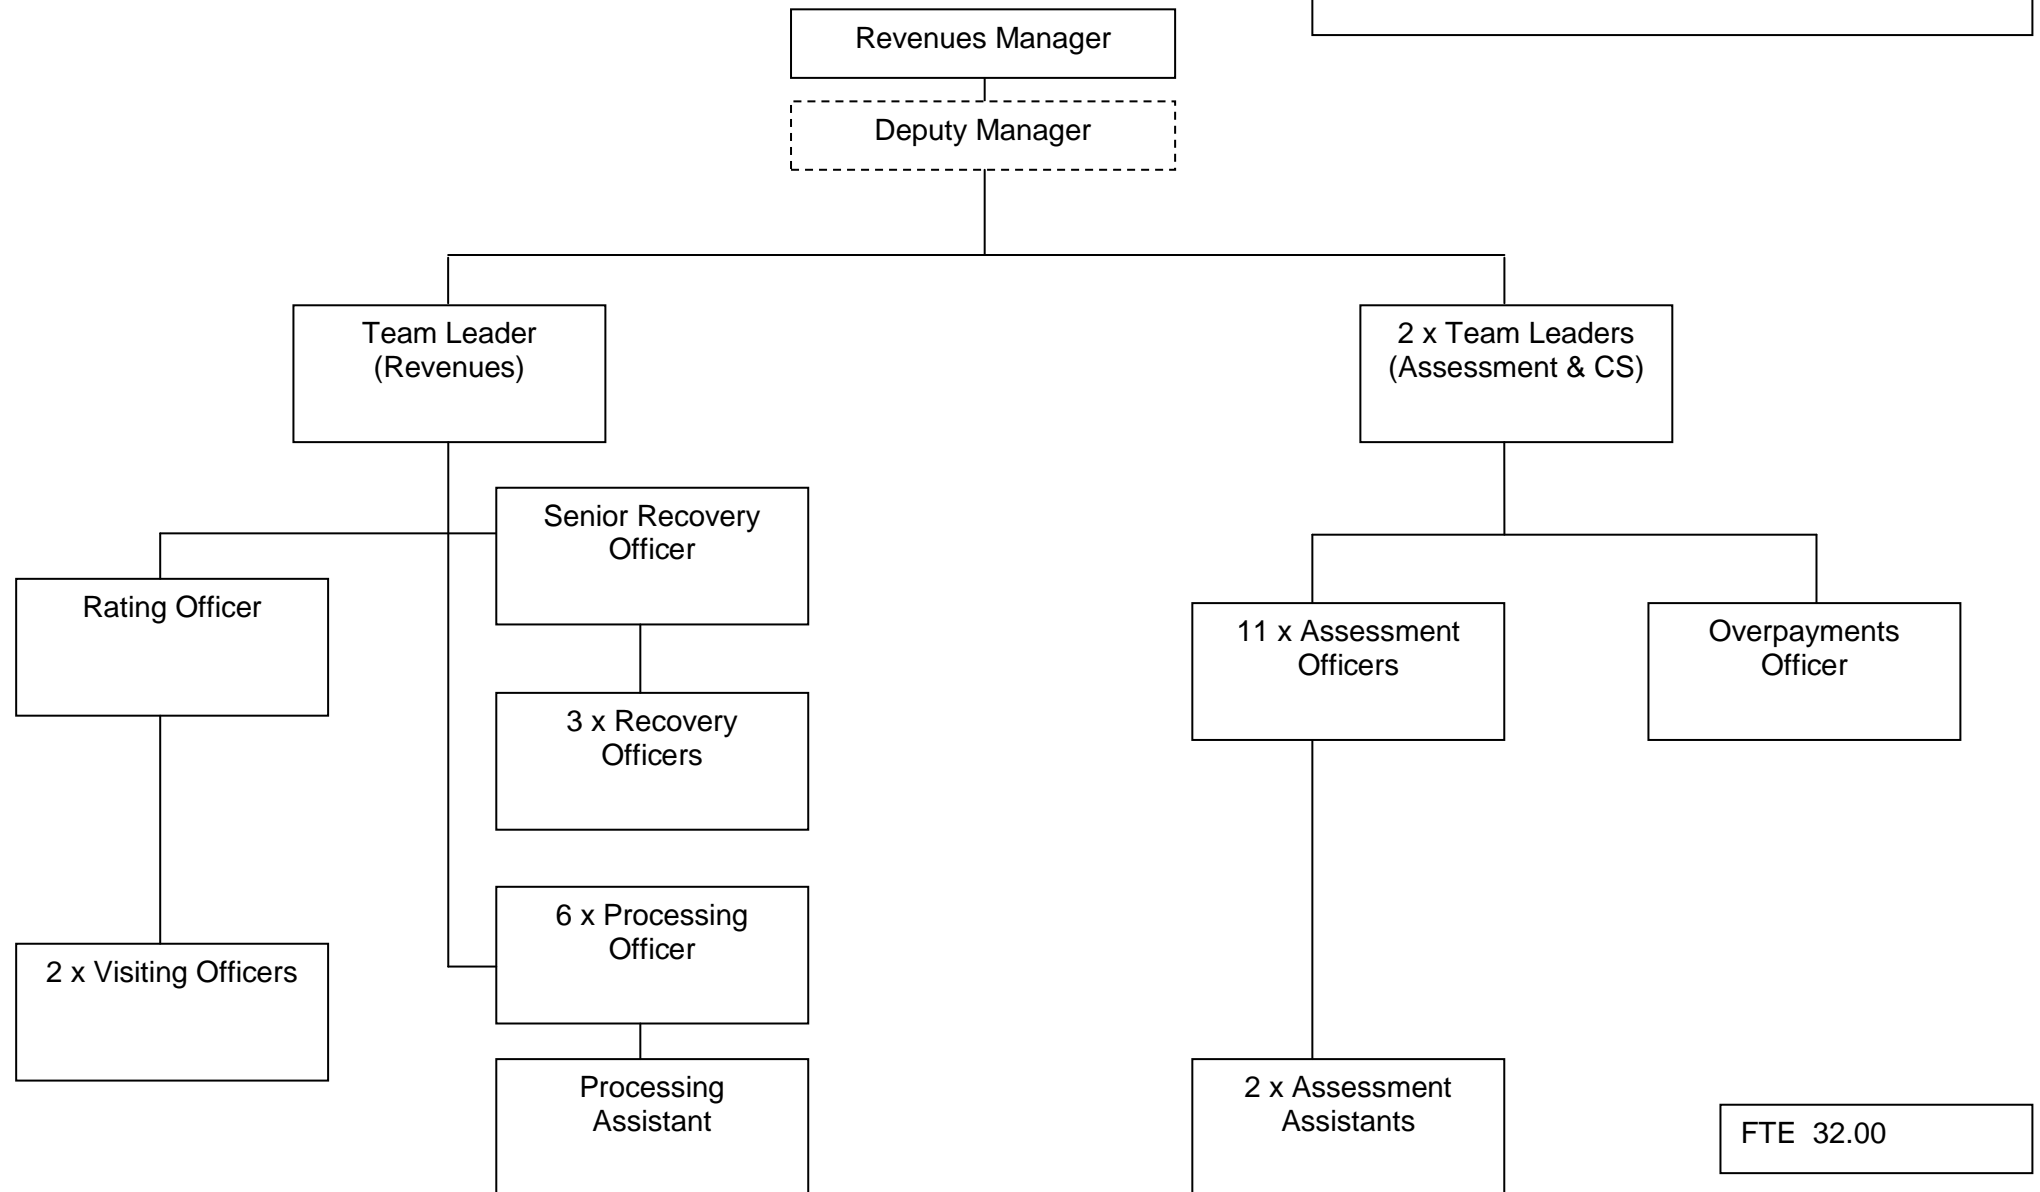 Revenues Manager
Deputy Manager
Team Leader
(Revenues)
2 x Team Leaders
(Assessment & CS)
Senior Recovery
Officer
Rating Officer
11 x Assessment
Officers
Overpayments
Officer
3 x Recovery
Officers
6 x Processing
Officer
2 x Visiting Officers
Processing
Assistant
2 x Assessment
Assistants
FTE 32.00